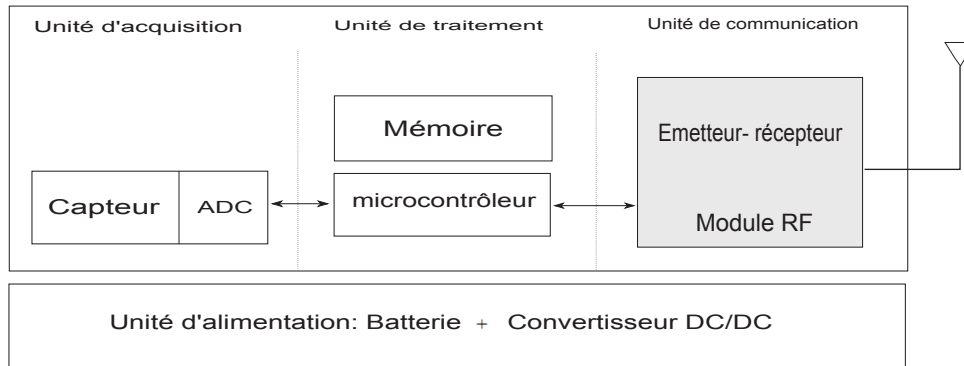 Unité d'acquisition
Unité de traitement
Unité de communication
Mémoire
Emetteur- récepteur
Capteur
ADC
microcontrôleur
Module RF
Unité d'alimentation: Batterie + Convertisseur DC/DC